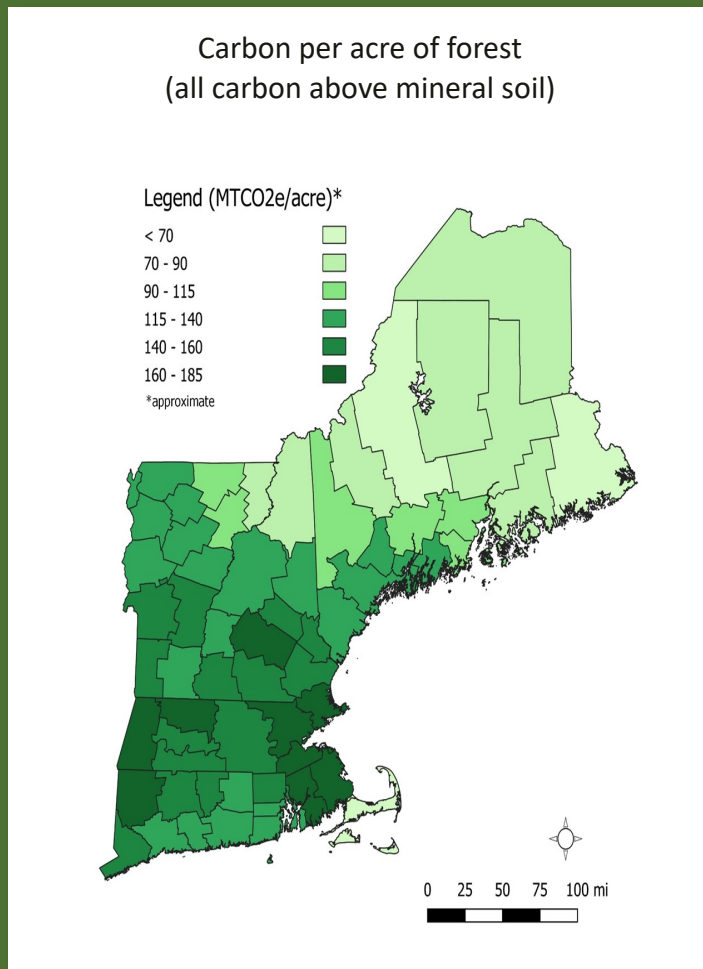 Carbon per acre of forest
(all carbon above mineral soil)
Legend (MTCO2e/acre)*
< 70
70 - 90
90 - 115
115 - 140
140 - 160
160 - 185
*approximate
0 25 50 75 100 mi